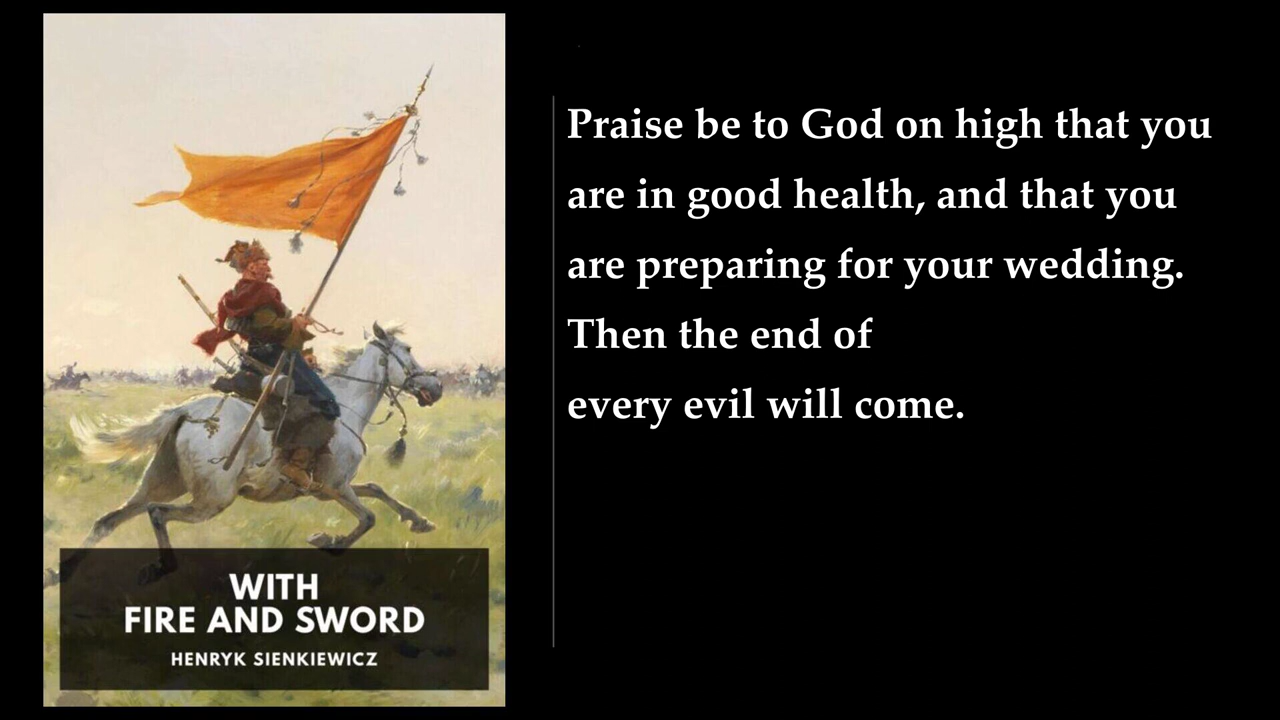 WITH
FIRE AND SWORD
HENRYK SIENKIEWICZ
Praise be to God on high that you
are in good health, and that you
are preparing for your wedding.
Then the end of
every evil will come.